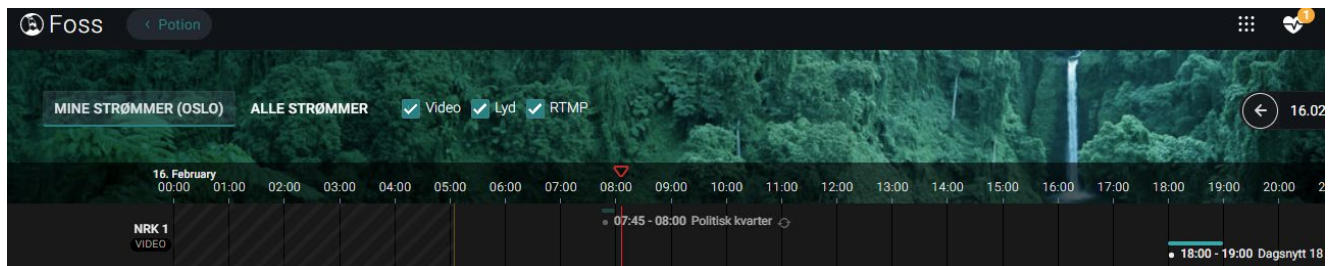 Foss
Potion
1
MINE STRØMMER (OSLO) ALLE STRØMMER Video Lyd RTMP
16.02
16. February
00:00 01:00 02:00 03:00 04:00 05:00 06:00 07:00 08:00 09:00 10:00 11:00 12:00 13:00 14:00 15:00 16:00 17:00 18:00 19:00 20:00 2
07:45 - 08:00 Politisk kvarter
NRK 1
VIDEO
18:00 - 19:00 Dagsnytt 18